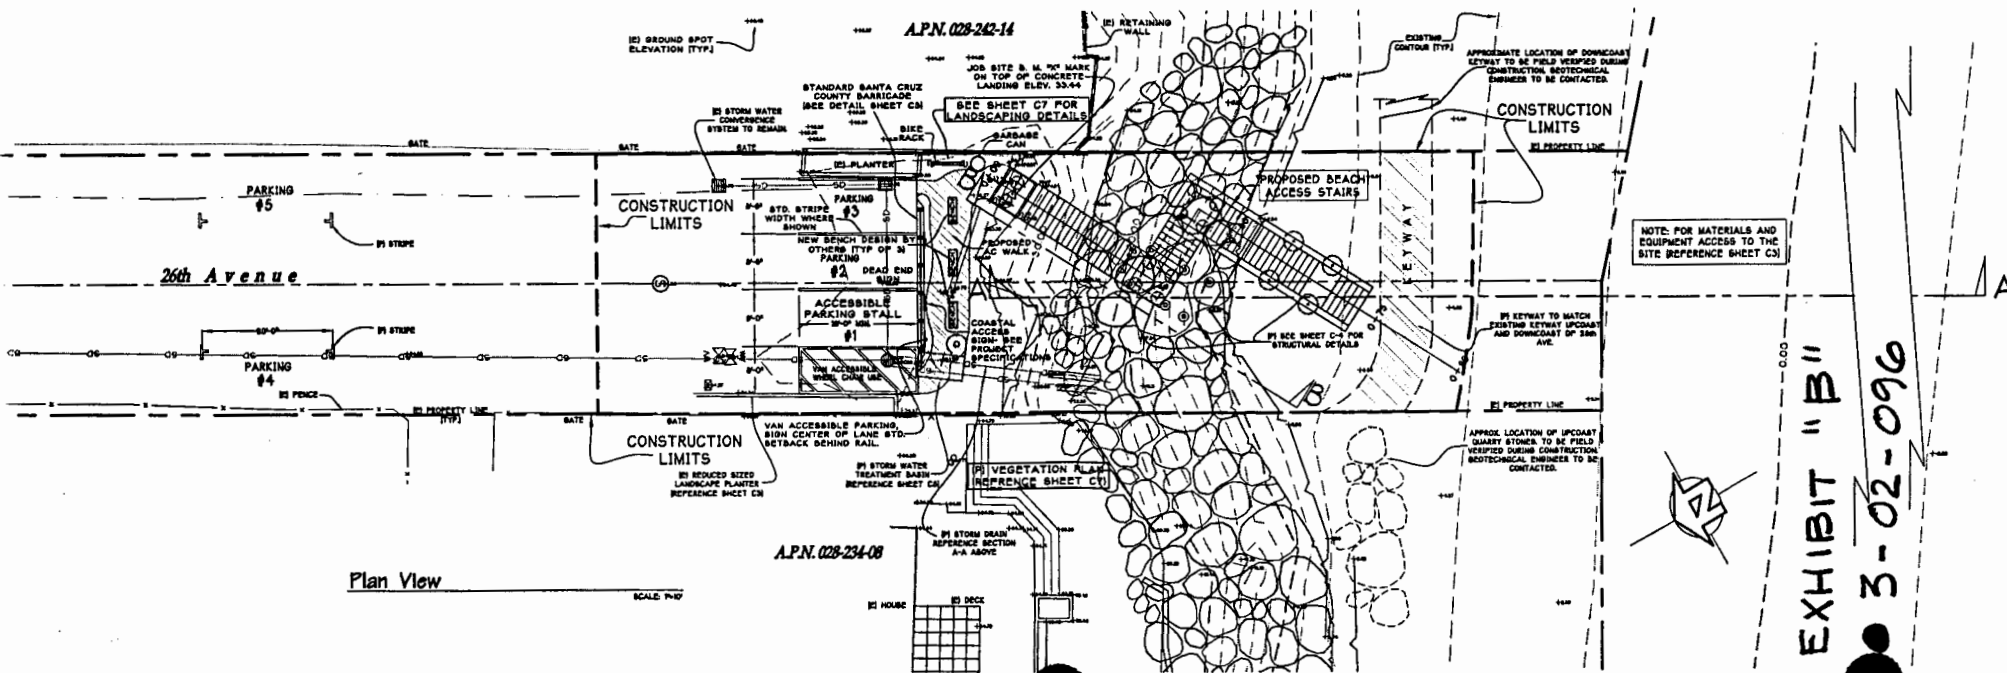 A.P.N. 028-242-14
(E) GROUND SPOT
ELEVATION (TYP.)
(E) RETAINING
WALL
EXISTING
CONTOUR (TYP.)
APPROXIMATE LOCATION OF DOWNCOAST
KEYWAY TO BE FIELD VERIFIED DURING
CONSTRUCTION. GEOTECHNICAL
ENGINEER TO BE CONTACTED.
JOB SITE B. M. "X" MARK
ON TOP OF CONCRETE
LANDING ELEV. 33.44
STANDARD SANTA CRUZ
COUNTY BARRICADE
(SEE DETAIL SHEET C3)
SEE SHEET C7 FOR
LANDSCAPING DETAILS
(E) STORM WATER
CONVERGENCE
SYSTEM TO REMAIN
BIKE
RACK
GARBAGE
CAN
CONSTRUCTION
LIMITS
GATE
GATE
GATE
(E) PROPERTY LINE
(E) PLANTER
PARKING
#5
CONSTRUCTION
LIMITS
SD
SD
PARKING
#3
STD. STRIPE
WIDTH WHERE
SHOWN
PROPOSED BEACH
ACCESS STAIRS
KEYWAY
(P) STRIPE
NEW BENCH DESIGN BY
OTHERS (TYP OF 3)
PARKING
#2
DEAD END
SIGN
PROPOSED
AC WALK
NOTE: FOR MATERIALS AND
EQUIPMENT ACCESS TO THE
SITE (REFERENCE SHEET C3)
26th Avenue
A
A
ACCESSIBLE
PARKING STALL
#1
(P) STRIPE
20'-0"
COASTAL
ACCESS
SIGN- SEE
PROJECT
SPECIFICATIONS
(P) SEE SHEET C-4 FOR
STRUCTURAL DETAILS
(P) KEYWAY TO MATCH
EXISTING KEYWAY UPCOAST
AND DOWNCOAST OF 26th
AVE.
0.00
PARKING
#4
VAN ACCESSIBLE
WHEEL CHAIR USE
B
B
(E) FENCE
(E) PROPERTY LINE
(TYP.)
GATE
GATE
(E) PROPERTY LINE
CONSTRUCTION
LIMITS
VAN ACCESSIBLE PARKING,
SIGN CENTER OF LANE STD.
SETBACK BEHIND RAIL.
(E) REDUCED SIZED
LANDSCAPE PLANTER
(REFERENCE SHEET C3)
(P) STORM WATER
TREATMENT BASIN
(REFERENCE SHEET C3)
(P) VEGETATION PLAN
(REFRENCE SHEET C7)
APPROX. LOCATION OF UPCOAST
QUARRY STONES. TO BE FIELD
VERIFIED DURING CONSTRUCTION.
GEOTECHNICAL ENGINEER TO BE
CONTACTED.
(P) STORM DRAIN
REFERENCE SECTION
A-A ABOVE
A.P.N. 028-234-08
Plan View
SCALE: 1"=10'
(E) HOUSE
(E) DECK
EXHIBIT "B"
3-02-096